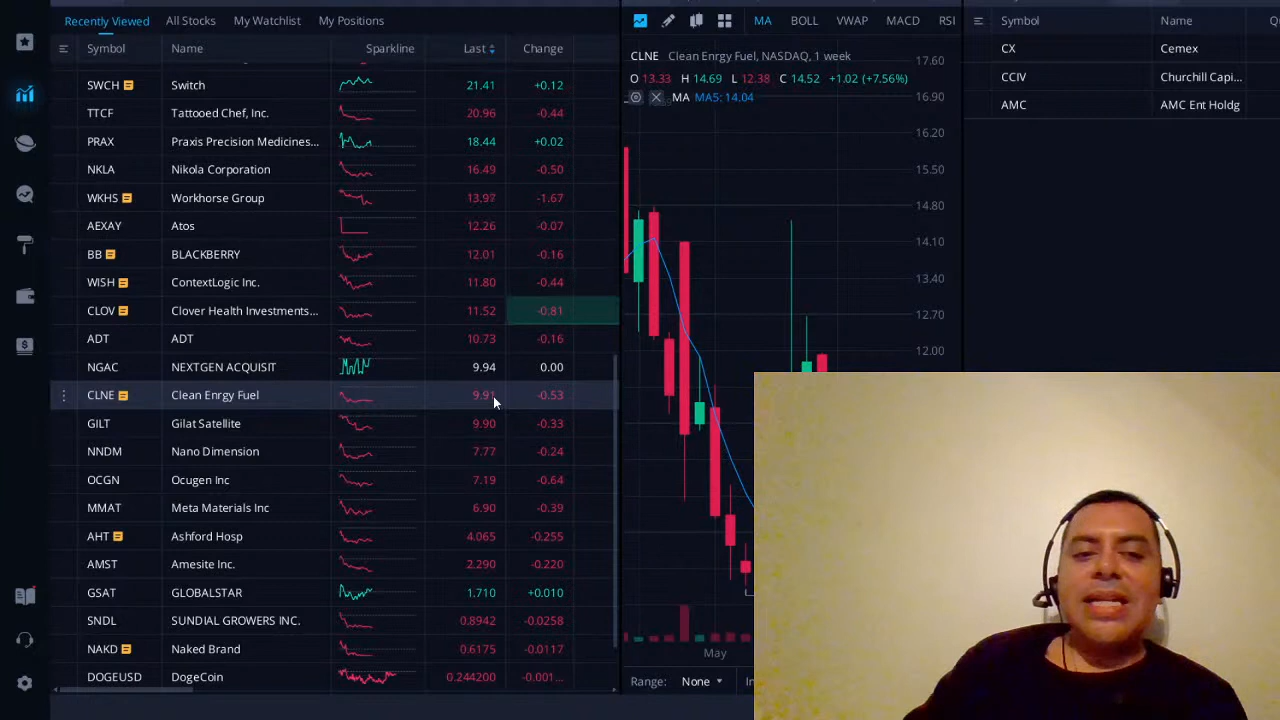 Recently Viewed All Stocks My Watchlist My Positions
Symbol Name Sparkline Last Change
SWCH Switch 21.41 +0.12
TTCF Tattooed Chef, Inc. 20.96 -0.44
PRAX Praxis Precision Medicines... 18.44 +0.02
NKLA Nikola Corporation 16.49 -0.50
WKHS Workhorse Group 13.97 -1.67
AEXAY Atos 12.26 -0.07
BB BLACKBERRY 12.01 -0.16
WISH ContextLogic Inc. 11.80 -0.44
CLOV Clover Health Investments... 11.52 -0.81
ADT ADT 10.73 -0.34
NGAC NEXTGEN ACQUISIT 9.94 0.00
CLNE Clean Enrgy Fuel 9.91 -0.53
GILT Gilat Satellite 9.90 -0.33
NNDM Nano Dimension 7.77 -0.24
OCGN Ocugen Inc 7.19 -0.64
MMAT Meta Materials Inc 6.90 -0.39
AHT Ashford Hosp 4.065 -0.255
AMST Amesite Inc. 2.290 -0.220
GSAT GLOBALSTAR 1.710 +0.010
SNDL SUNDIAL GROWERS INC. 0.8942 -0.0258
NAKD Naked Brand 0.6175 -0.0117
DOGEUSD DogeCoin 0.244200 -0.001...
MA BOLL VWAP MACD RSI
CLNE Clean Enrgy Fuel, NASDAQ, 1 week
O 13.33 H 14.69 L 12.38 C 14.52 +1.02 (+7.56%)
MA MA5: 14.04
17.60
16.90
16.20
15.50
14.80
14.10
13.40
12.70
12.00
May
Range: None
Symbol Name
CX Cemex
CCIV Churchill Capi...
AMC AMC Ent Holdg